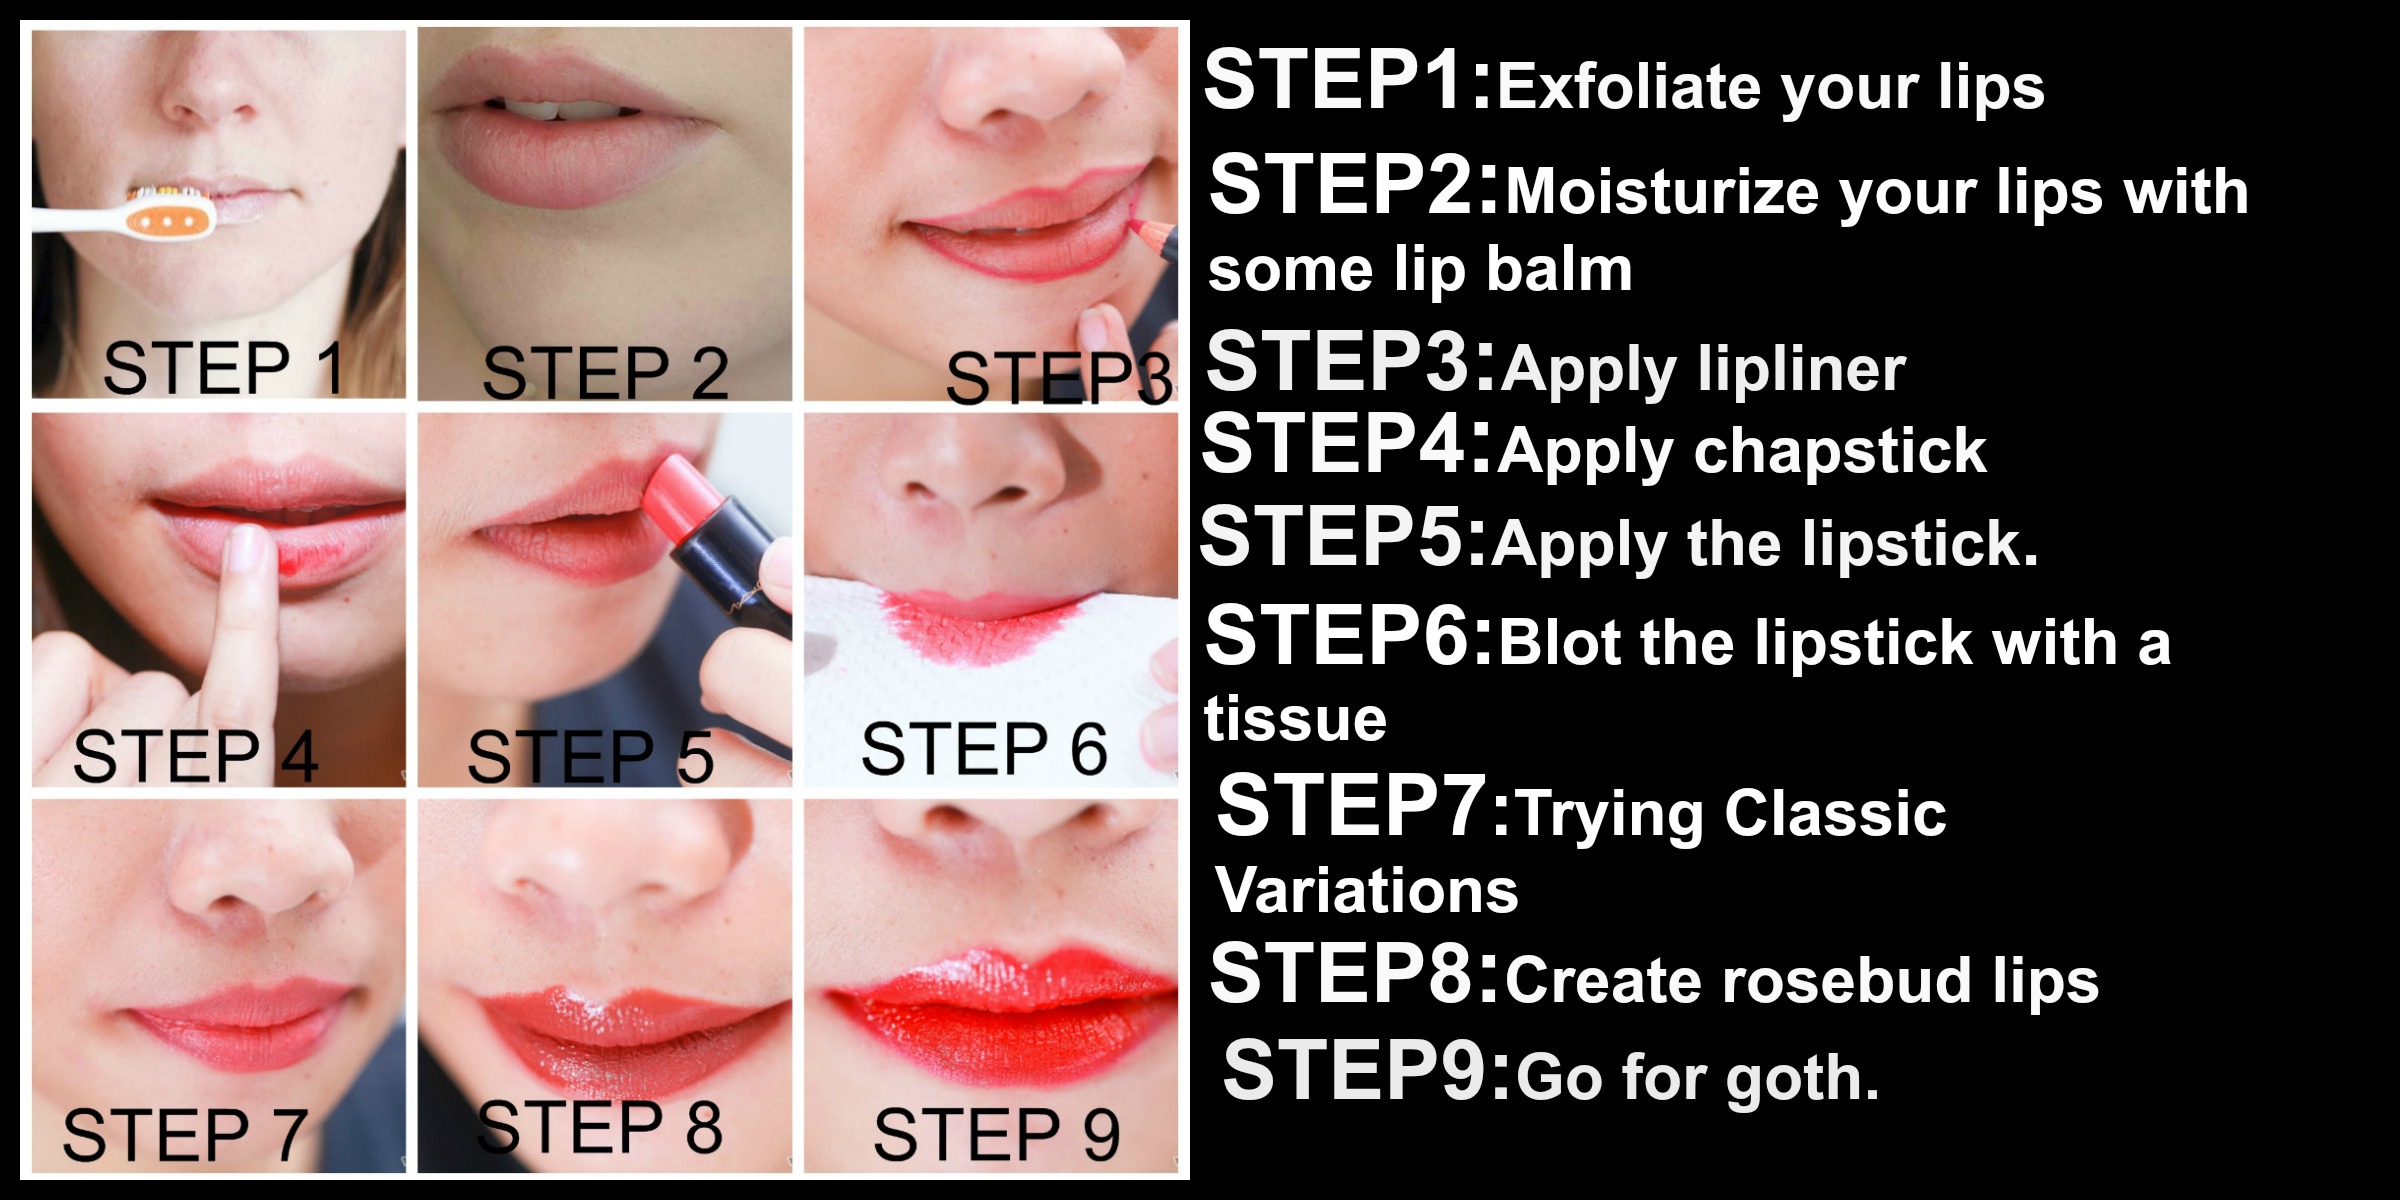 STEP 1
STEP 2
STEP3
STEP 4
STEP 5
STEP 6
STEP 7
STEP 8
STEP 9
STEP1:Exfoliate your lips
STEP2:Moisturize your lips with
some lip balm
STEP3:Apply lipliner
STEP4:Apply chapstick
STEP5:Apply the lipstick.
STEP6:Blot the lipstick with a
tissue
STEP7:Trying Classic
Variations
STEP8:Create rosebud lips
STEP9:Go for goth.